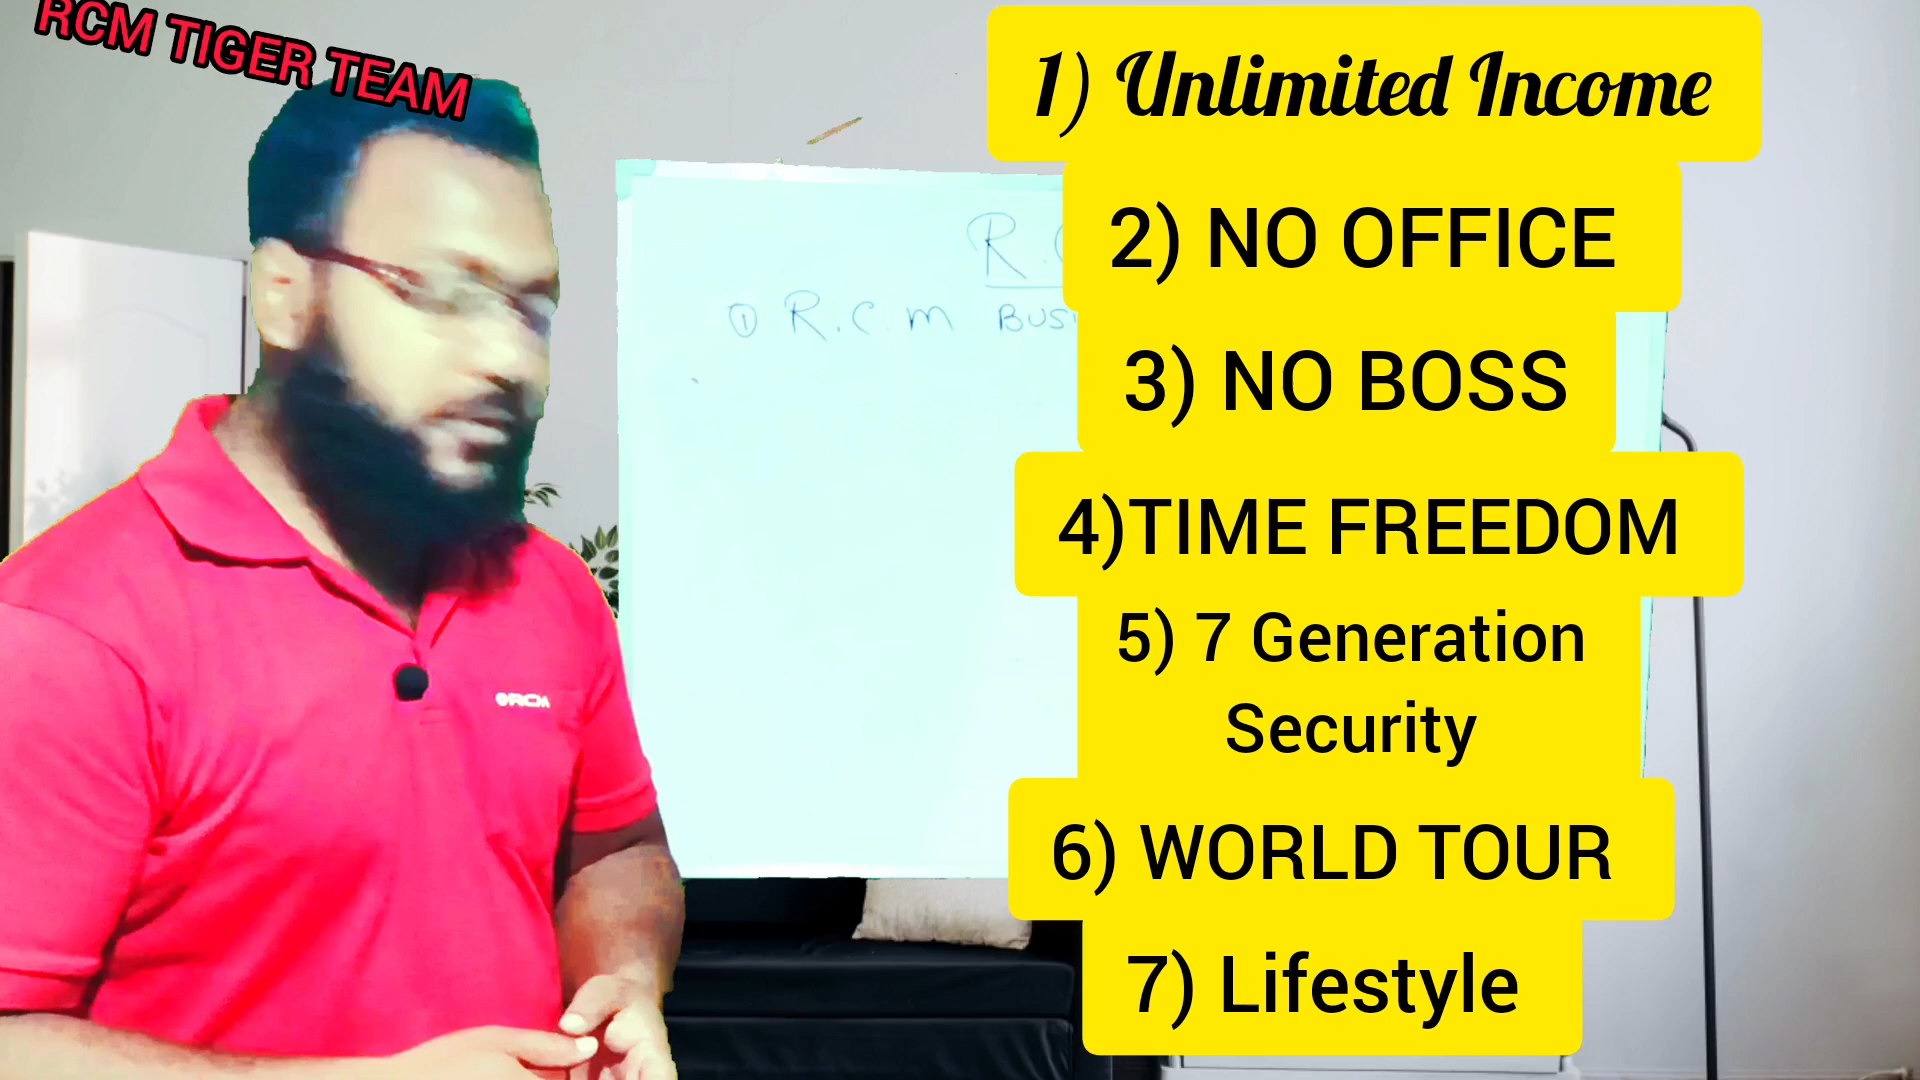 RCM TIGER TEAM
1) Unlimited Income
2) NO OFFICE
3) NO BOSS
4)TIME FREEDOM
5) 7 Generation
Security
6) WORLD TOUR
7) Lifestyle
R.
① R.C.M BUSI
RCM